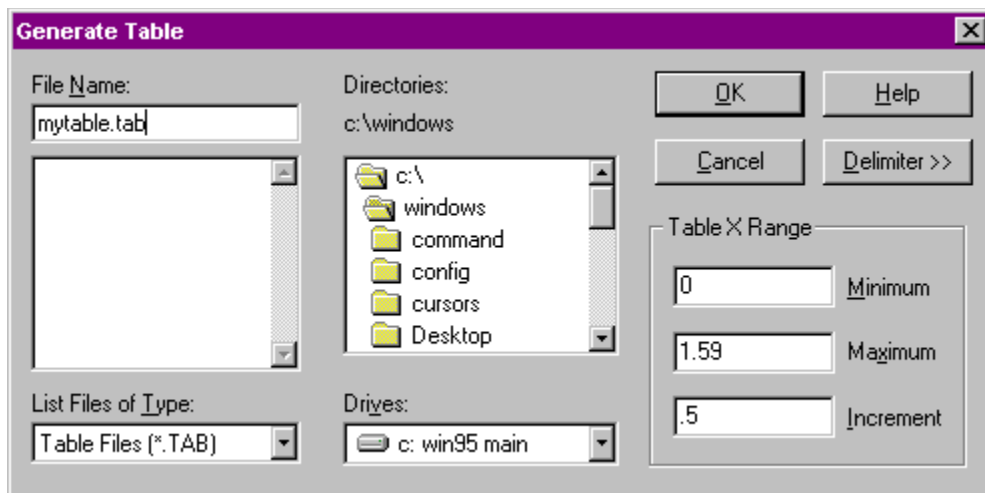 Generate Table
File Name:
mytable.tab
List Files of Type:
Table Files (*.TAB)
Directories:
c:\windows
c:\
windows
command
config
cursors
Desktop
Drives:
c: win95 main
OK
Help
Cancel
Delimiter >>
Table X Range
0 Minimum
1.59 Maximum
.5 Increment